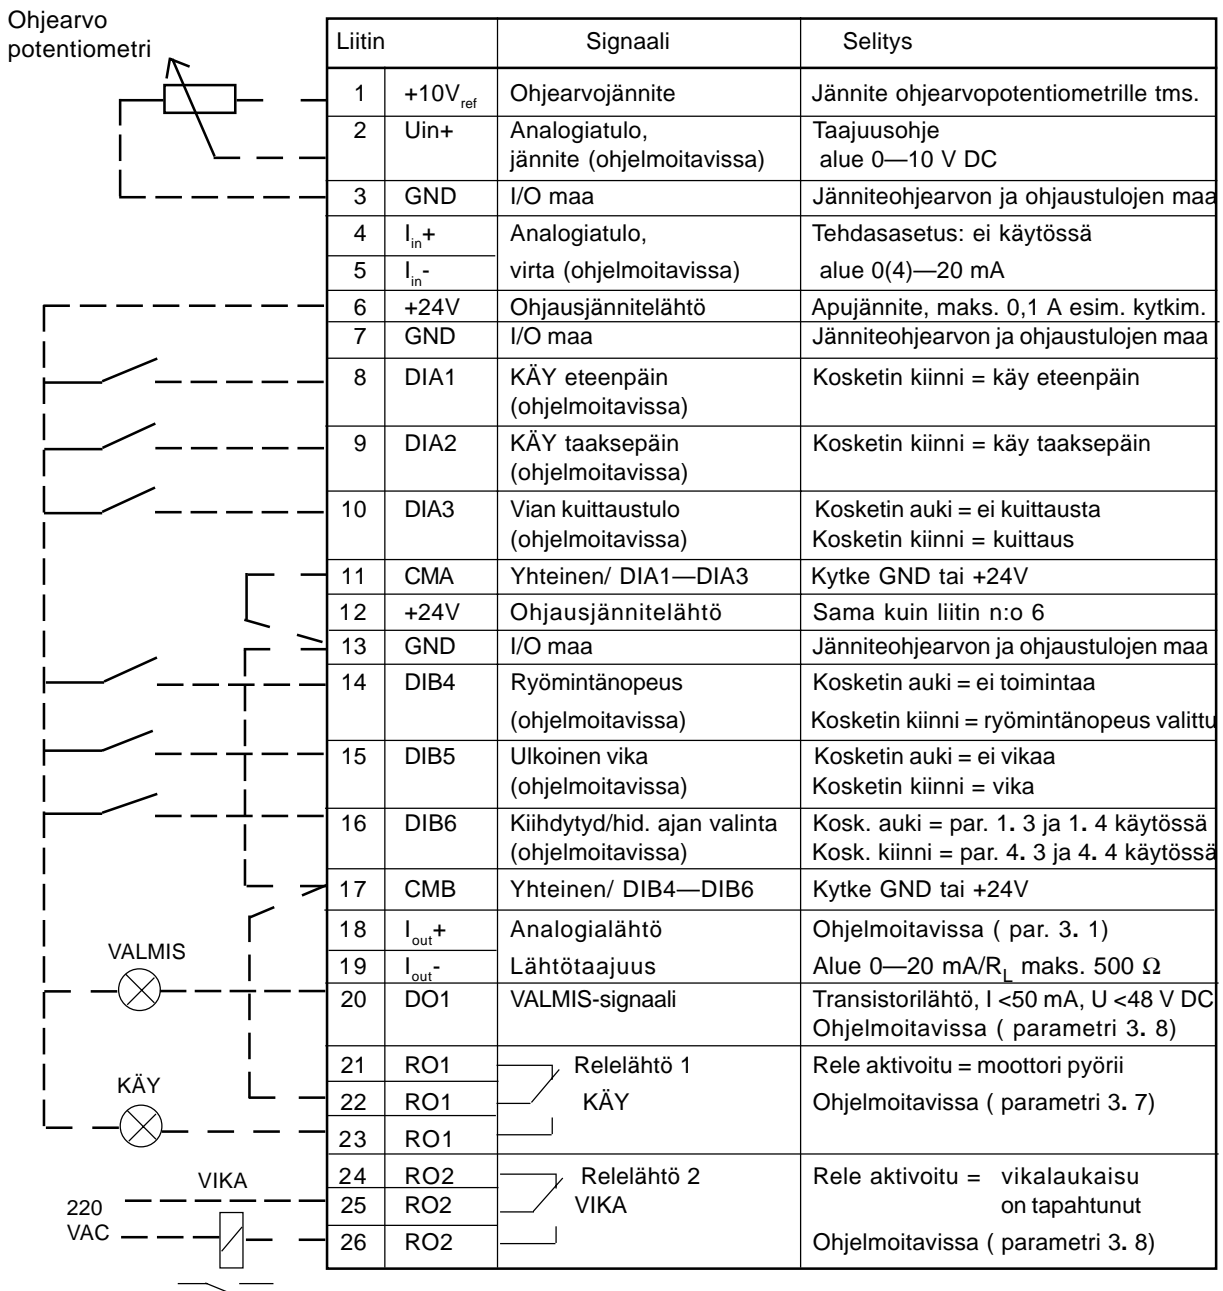 Ohjearvo
potentiometri
Liitin Signaali Selitys
1 +10Vref Ohjearvojännite Jännite ohjearvopotentiometrille tms.
2 Uin+ Analogiatulo, Taajuusohje
jännite (ohjelmoitavissa) alue 0—10 V DC
3 GND I/O maa Jänniteohjearvon ja ohjaustulojen maa
4 Iin+ Analogiatulo, Tehdasasetus: ei käytössä
5 Iin- virta (ohjelmoitavissa) alue 0(4)—20 mA
6 +24V Ohjausjännitelähtö Apujännite, maks. 0,1 A esim. kytkim.
7 GND I/O maa Jänniteohjearvon ja ohjaustulojen maa
8 DIA1 KÄY eteenpäin Kosketin kiinni = käy eteenpäin
(ohjelmoitavissa)
9 DIA2 KÄY taaksepäin Kosketin kiinni = käy taaksepäin
(ohjelmoitavissa)
10 DIA3 Vian kuittaustulo Kosketin auki = ei kuittausta
(ohjelmoitavissa) Kosketin kiinni = kuittaus
11 CMA Yhteinen/ DIA1—DIA3 Kytke GND tai +24V
12 +24V Ohjausjännitelähtö Sama kuin liitin n:o 6
13 GND I/O maa Jänniteohjearvon ja ohjaustulojen maa
14 DIB4 Ryömintänopeus Kosketin auki = ei toimintaa
(ohjelmoitavissa) Kosketin kiinni = ryömintänopeus valittu
15 DIB5 Ulkoinen vika Kosketin auki = ei vikaa
(ohjelmoitavissa) Kosketin kiinni = vika
16 DIB6 Kiihdytyd/hid. ajan valinta Kosk. auki = par. 1. 3 ja 1. 4 käytössä
(ohjelmoitavissa) Kosk. kiinni = par. 4. 3 ja 4. 4 käytössä
17 CMB Yhteinen/ DIB4—DIB6 Kytke GND tai +24V
18 Iout+ Analogialähtö Ohjelmoitavissa ( par. 3. 1)
VALMIS
19 Iout- Lähtötaajuus Alue 0—20 mA/RL maks. 500 Ω
20 DO1 VALMIS-signaali Transistorilähtö, I <50 mA, U <48 V DC
Ohjelmoitavissa ( parametri 3. 8)
21 RO1 Relelähtö 1 Rele aktivoitu = moottori pyörii
KÄY
22 RO1 KÄY Ohjelmoitavissa ( parametri 3. 7)
23 RO1
24 RO2 Relelähtö 2 Rele aktivoitu = vikalaukaisu
VIKA
220
25 RO2 VIKA on tapahtunut
VAC
26 RO2 Ohjelmoitavissa ( parametri 3. 8)